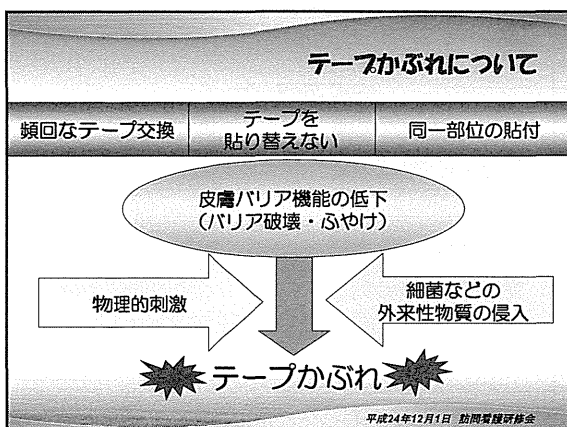 テープかぶれについて
頻回なテープ交換
テープを
貼り替えない
同一部位の貼付
皮膚バリア機能の低下
（バリア破壊・ふやけ）
物理的刺激
細菌などの
外来性物質の侵入
テープかぶれ
平成24年12月1日 訪問看護研修会